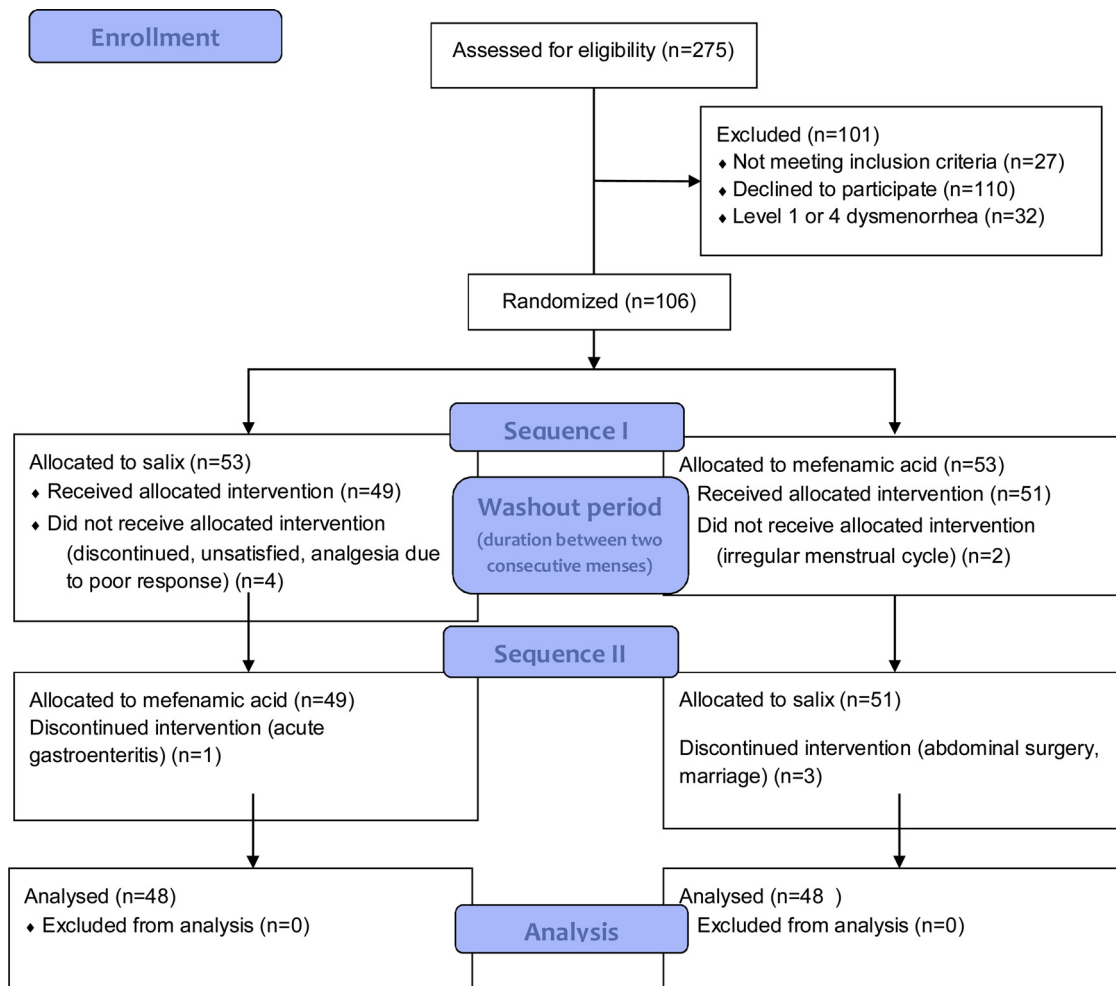 Enrollment
Assessed for eligibility (n=275)
Excluded (n=101)
♦ Not meeting inclusion criteria (n=27)
♦ Declined to participate (n=110)
♦ Level 1 or 4 dysmenorrhea (n=32)
Randomized (n=106)
Sequence I
Allocated to salix (n=53)
♦ Received allocated intervention (n=49)
♦ Did not receive allocated intervention
(discontinued, unsatisfied, analgesia due
to poor response) (n=4)
Washout period
(duration between two
consecutive menses)
Allocated to mefenamic acid (n=53)
Received allocated intervention (n=51)
Did not receive allocated intervention
(irregular menstrual cycle) (n=2)
Sequence II
Allocated to mefenamic acid (n=49)
Discontinued intervention (acute
gastroenteritis) (n=1)
Allocated to salix (n=51)
Discontinued intervention (abdominal surgery,
marriage) (n=3)
Analysed (n=48)
♦ Excluded from analysis (n=0)
Analysis
Analysed (n=48 )
Excluded from analysis (n=0)